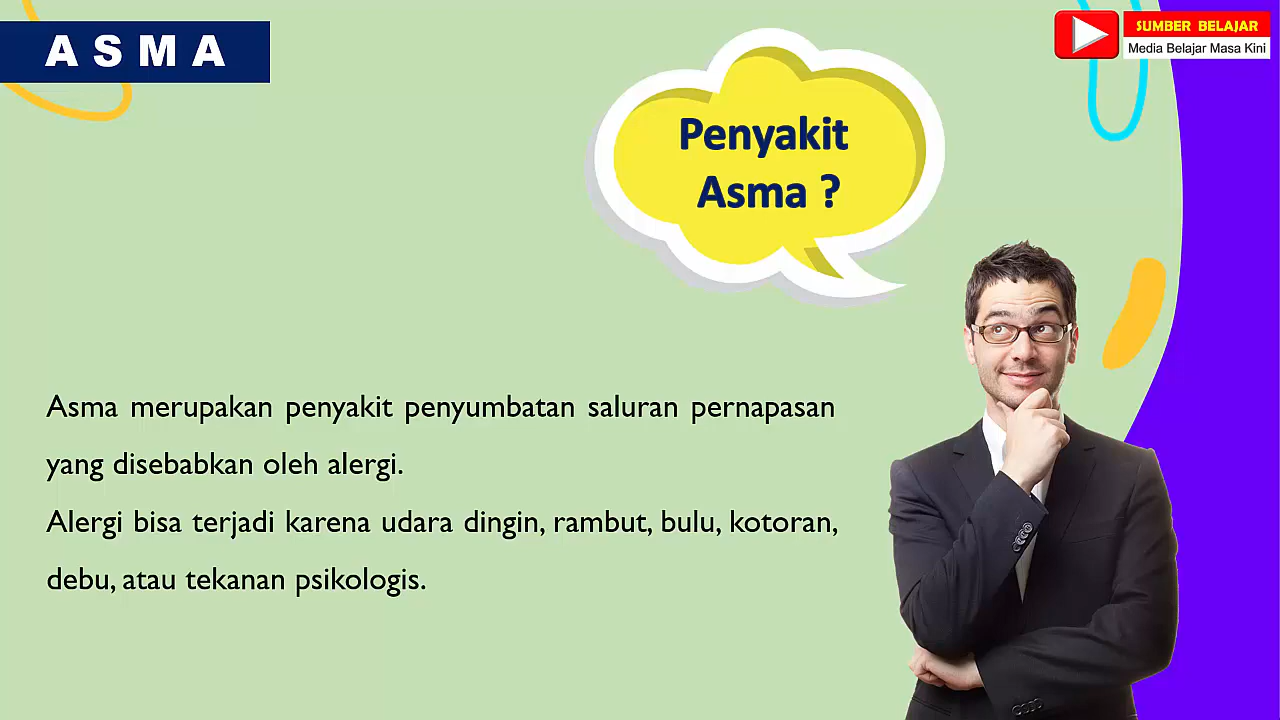 A S M A
SUMBER BELAJAR
Media Belajar Masa Kini
Penyakit
Asma ?
Asma merupakan penyakit penyumbatan saluran pernapasan
yang disebabkan oleh alergi.
Alergi bisa terjadi karena udara dingin, rambut, bulu, kotoran,
debu, atau tekanan psikologis.